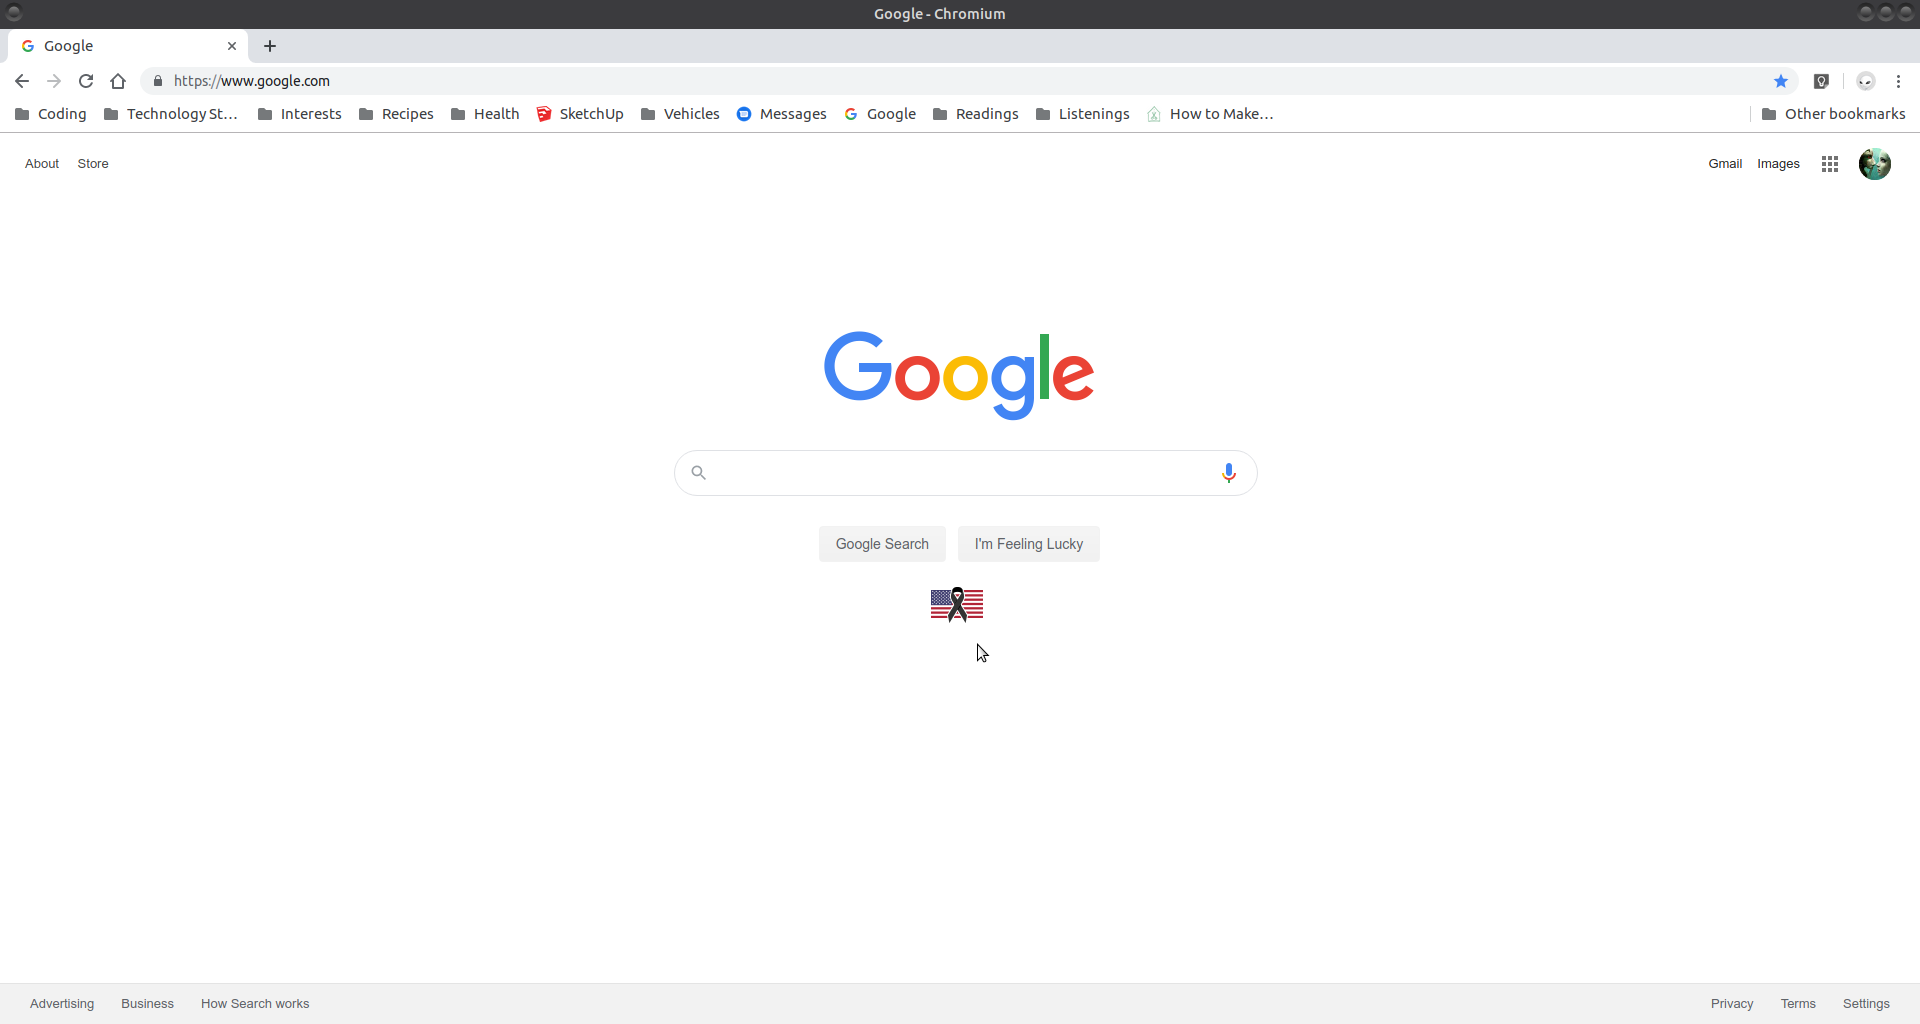 Google - Chromium
Google
https://www.google.com
Coding Technology St... Interests Recipes Health SketchUp Vehicles Messages Google Readings Listenings How to Make... Other bookmarks
About Store Gmail Images
Google
Google Search I'm Feeling Lucky
Advertising Business How Search works Privacy Terms Settings